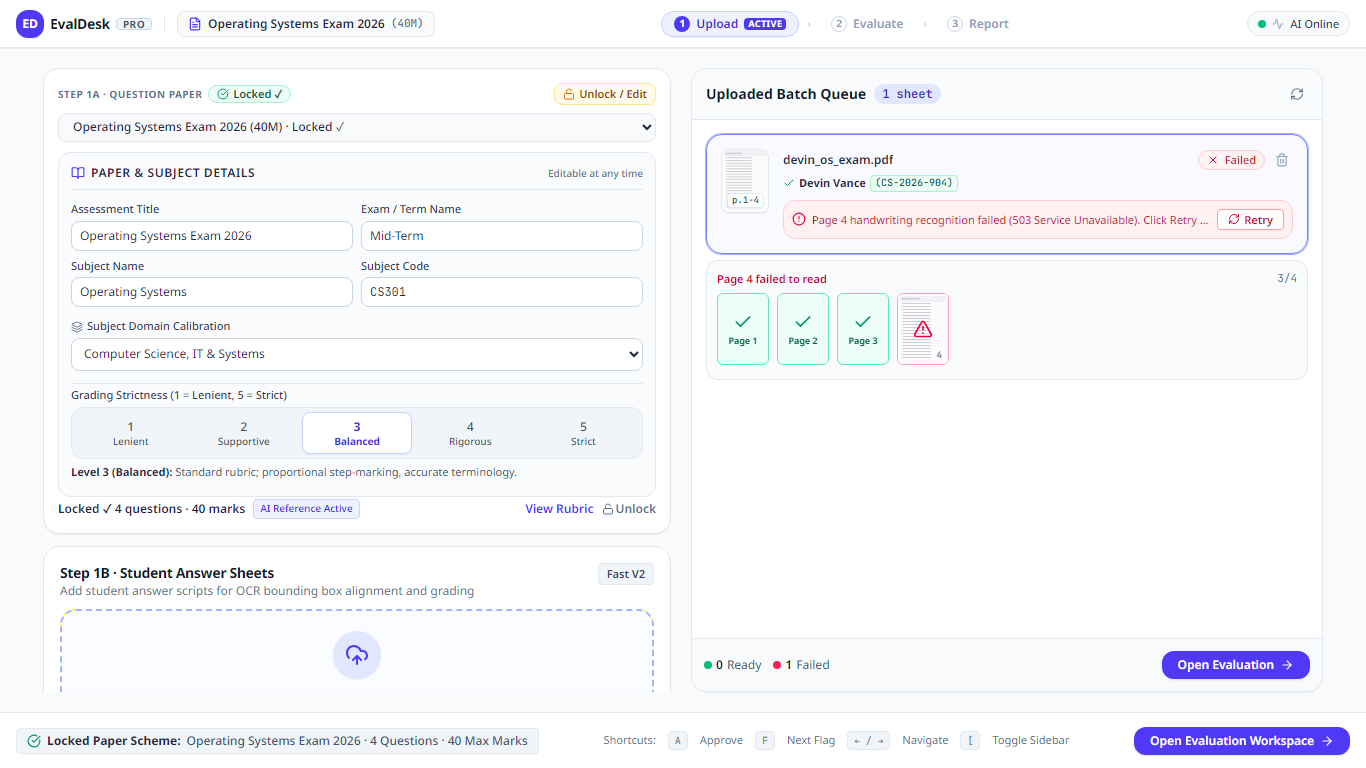 ED EvalDesk PRO Operating Systems Exam 2026 (40M) 1 Upload ACTIVE › 2 Evaluate › 3 Report AI Online
STEP 1A · QUESTION PAPER Locked ✓ Unlock / Edit
Operating Systems Exam 2026 (40M) · Locked ✓
PAPER & SUBJECT DETAILS Editable at any time
Assessment Title Exam / Term Name
Operating Systems Exam 2026 Mid-Term
Subject Name Subject Code
Operating Systems CS301
Subject Domain Calibration
Computer Science, IT & Systems
Grading Strictness (1 = Lenient, 5 = Strict)
1 2 3 4 5
Lenient Supportive Balanced Rigorous Strict
Level 3 (Balanced): Standard rubric; proportional step-marking, accurate terminology.
Locked ✓ 4 questions · 40 marks AI Reference Active View Rubric Unlock
Step 1B · Student Answer Sheets Fast V2
Add student answer scripts for OCR bounding box alignment and grading
Uploaded Batch Queue 1 sheet
devin_os_exam.pdf Failed
Devin Vance (CS-2026-904)
p.1-4
Page 4 handwriting recognition failed (503 Service Unavailable). Click Retry ... Retry
Page 4 failed to read 3/4
Page 1 Page 2 Page 3 4
0 Ready 1 Failed Open Evaluation →
Locked Paper Scheme: Operating Systems Exam 2026 · 4 Questions · 40 Max Marks Shortcuts: A Approve F Next Flag ← / → Navigate [ Toggle Sidebar Open Evaluation Workspace →